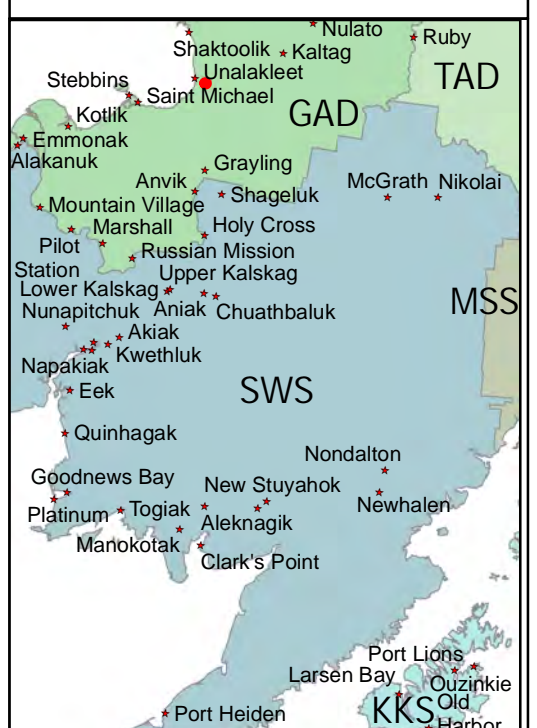 Nulato
Ruby
Shaktoolik
Kaltag
TAD
Stebbins
Unalakleet
Saint Michael
GAD
Kotlik
Emmonak
Alakanuk
Grayling
Anvik
Shageluk
McGrath
Nikolai
Mountain Village
Marshall
Holy Cross
Pilot
Station
Russian Mission
Upper Kalskag
Lower Kalskag
Aniak
Chuathbaluk
MSS
Nunapitchuk
Akiak
Kwethluk
Napakiak
Eek
SWS
Quinhagak
Nondalton
Goodnews Bay
New Stuyahok
Newhalen
Platinum
Togiak
Aleknagik
Manokotak
Clark's Point
Port Lions
Larsen Bay
Ouzinkie
KKS
Old
Harbor
Port Heiden